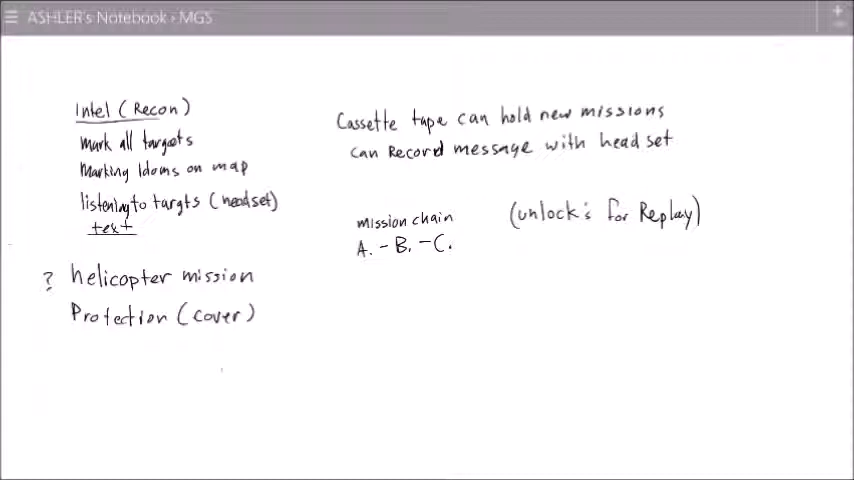 ASHLER's Notebook › MGS
Intel (Recon)
mark all targets
Marking Idoms on map
listening to targts (headset)
text
? helicopter mission
Protection (cover)
Cassette tape can hold new missions
can Record message with head set
mission chain
A. - B. - C.
(unlock's for Replay)